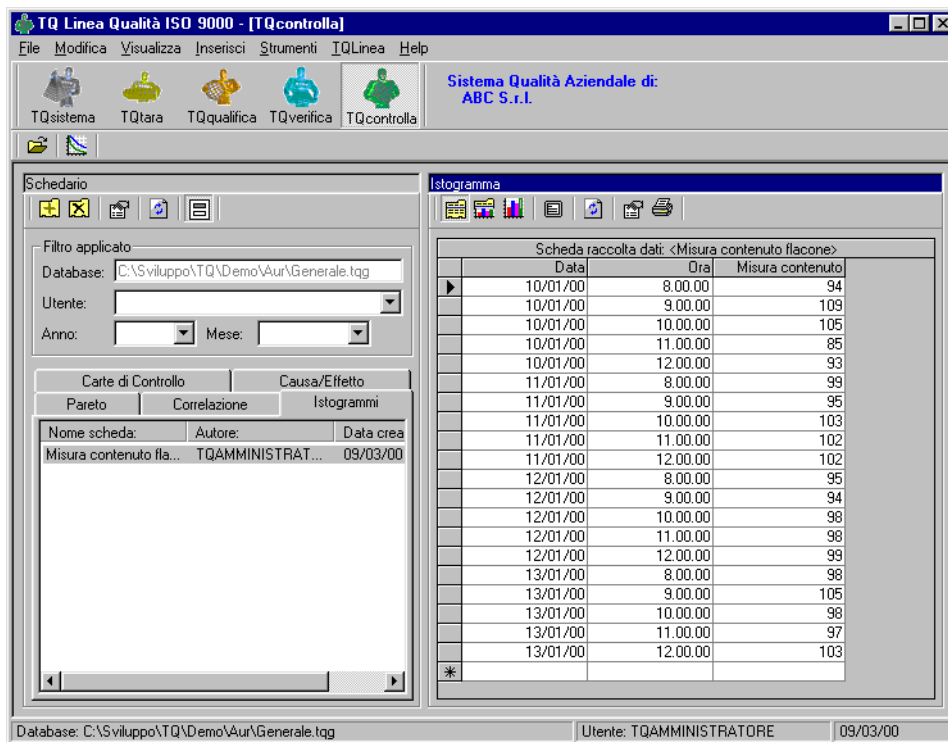 TQ Linea Qualità ISO 9000 - [TQcontrolla]
File Modifica Visualizza Inserisci Strumenti TQLinea Help
Sistema Qualità Aziendale di:
ABC S.r.l.
TQsistema TQtara TQqualifica TQverifica TQcontrolla
Schedario
Filtro applicato
Database: C:\Sviluppo\TQ\Demo\Aur\Generale.tqg
Utente:
Anno: Mese:
Carte di Controllo Causa/Effetto
Pareto Correlazione Istogrammi
Nome scheda: Autore: Data crea
Misura contenuto fla... TQAMMINISTRAT... 09/03/00
Istogramma
Scheda raccolta dati: <Misura contenuto flacone>
Data Ora Misura contenuto
10/01/00 8.00.00 94
10/01/00 9.00.00 109
10/01/00 10.00.00 105
10/01/00 11.00.00 85
10/01/00 12.00.00 93
11/01/00 8.00.00 99
11/01/00 9.00.00 95
11/01/00 10.00.00 103
11/01/00 11.00.00 102
11/01/00 12.00.00 102
12/01/00 8.00.00 95
12/01/00 9.00.00 94
12/01/00 10.00.00 98
12/01/00 11.00.00 98
12/01/00 12.00.00 99
13/01/00 8.00.00 98
13/01/00 9.00.00 105
13/01/00 10.00.00 98
13/01/00 11.00.00 97
13/01/00 12.00.00 103
Database: C:\Sviluppo\TQ\Demo\Aur\Generale.tqg Utente: TQAMMINISTRATORE 09/03/00